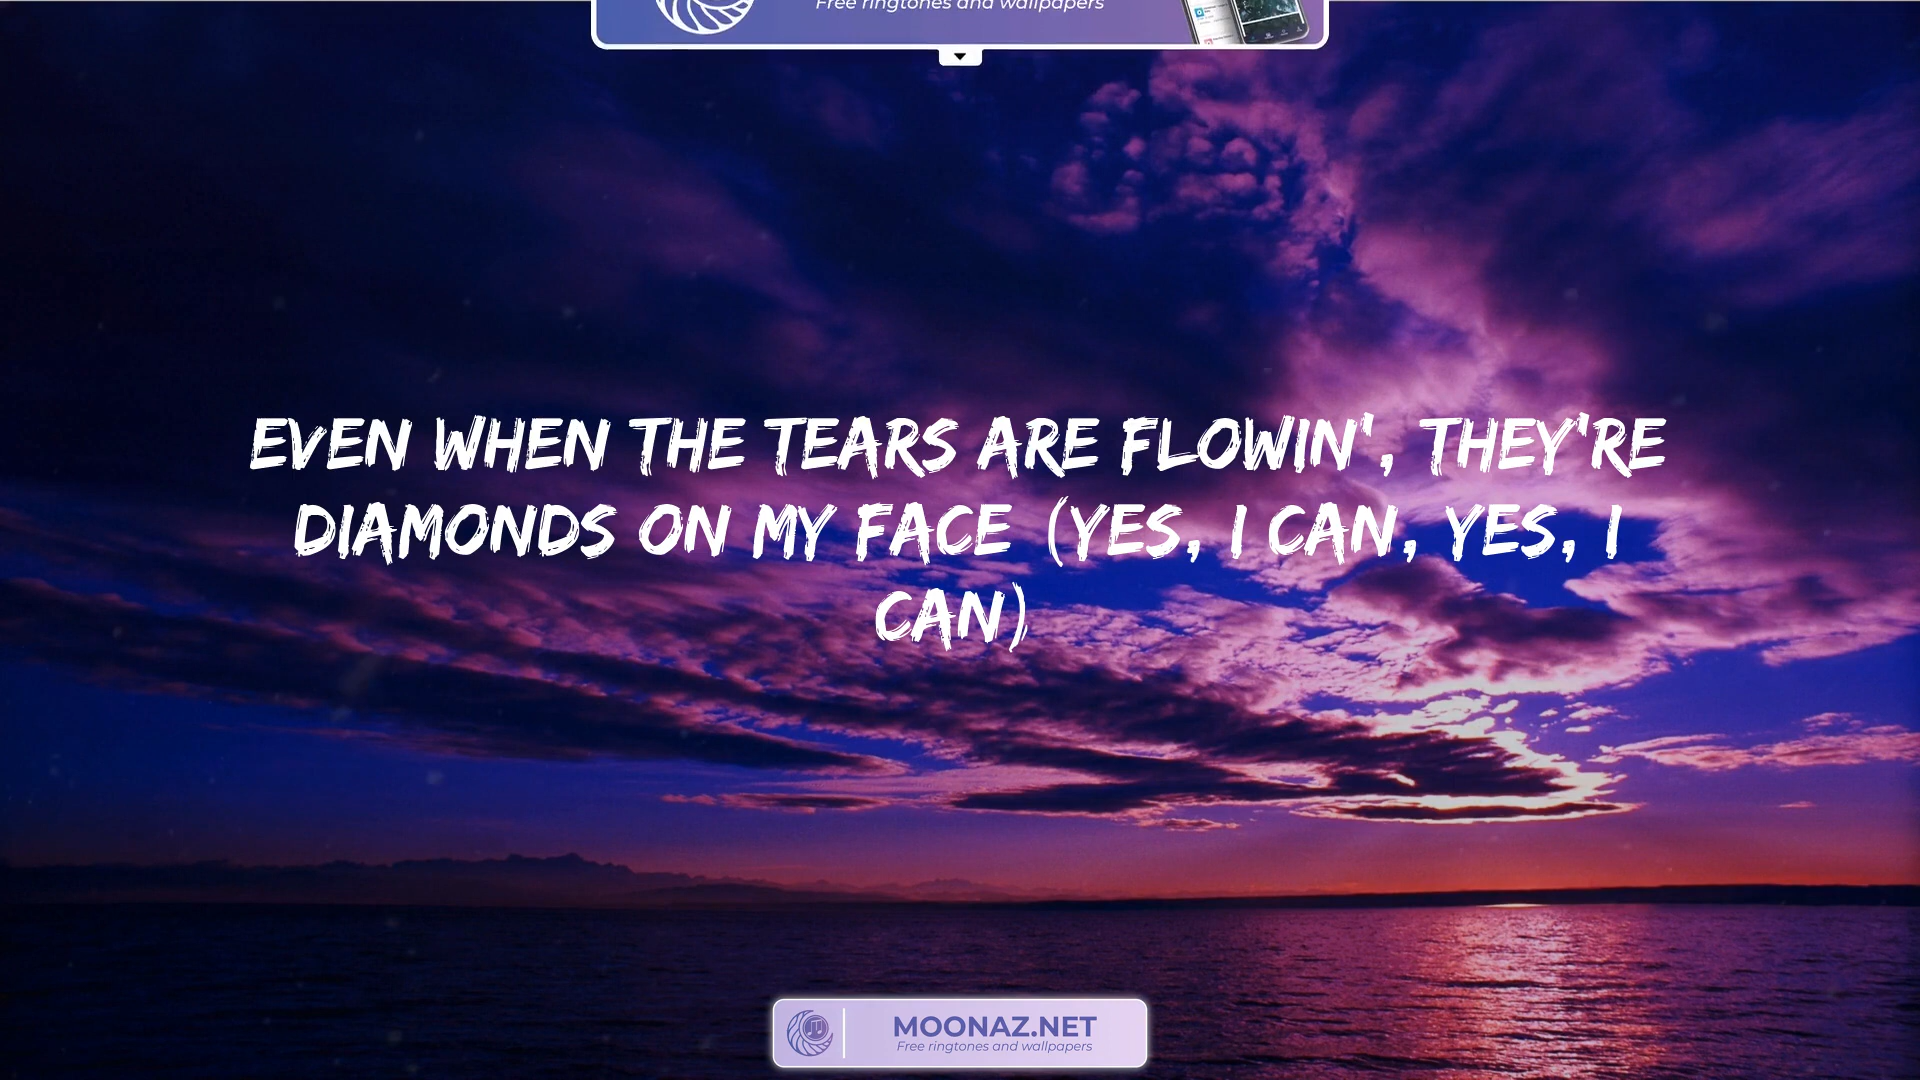 Free ringtones and wallpapers
EVEN WHEN THE TEARS ARE FLOWIN', THEY'RE
DIAMONDS ON MY FACE (YES, I CAN, YES, I
CAN)
MOONAZ.NET
Free ringtones and wallpapers